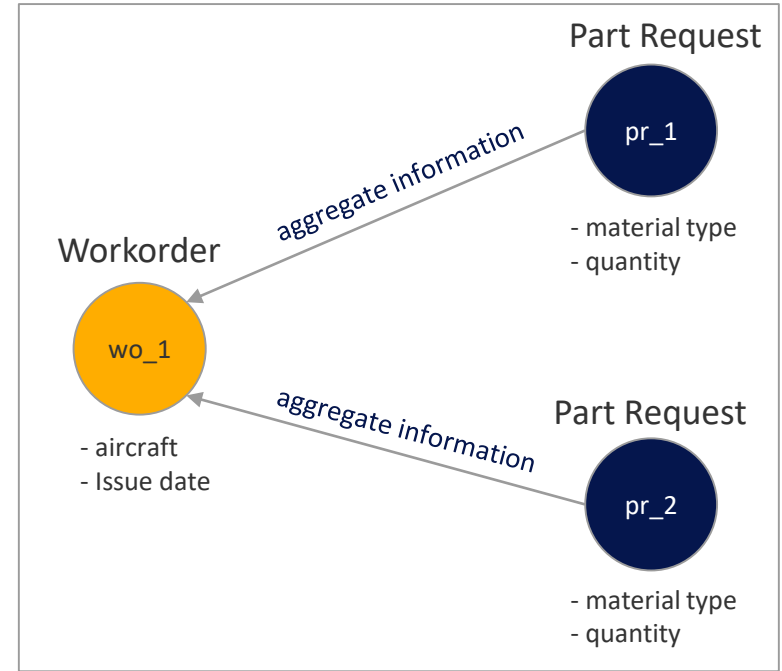 Part Request
pr_1
aggregate information
- material type
- quantity
Workorder
wo_1
- aircraft
- Issue date
aggregate information
Part Request
pr_2
- material type
- quantity